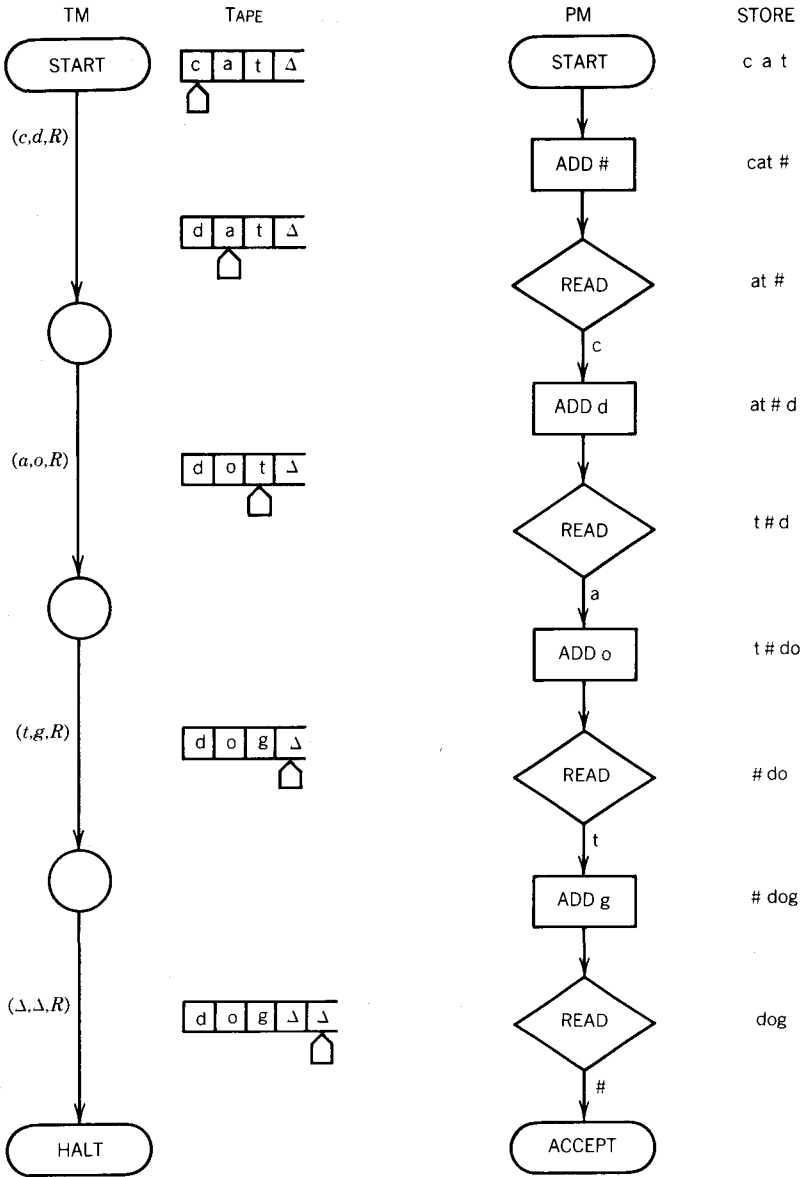 TM TAPE PM STORE
START c a t Δ START c a t
(c,d,R)
ADD # cat #
d a t Δ
READ at #
c
ADD d at # d
(a,o,R) d o t Δ
READ t # d
a
ADD o t # do
(t,g,R) d o g Δ
READ # do
t
ADD g # dog
(Δ,Δ,R) d o g Δ Δ READ dog
#
HALT ACCEPT